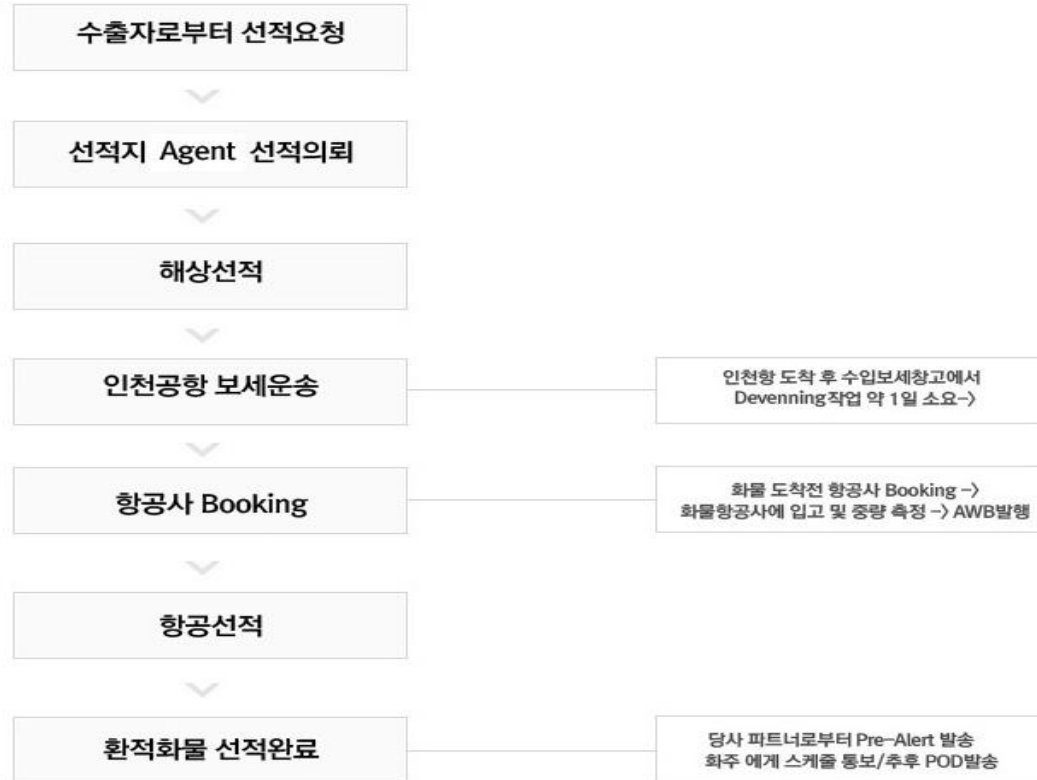 수출자로부터 선적요청
선적지 Agent 선적의뢰
해상선적
인천공항 보세운송
인천항 도착 후 수입보세창고에서
Devenning작업 약 1일 소요->
항공사 Booking
화물 도착전 항공사 Booking ->
화물항공사에 입고 및 중량 측정 -> AWB발행
항공선적
환적화물 선적완료
당사 파트너로부터 Pre-Alert 발송
화주 에게 스케줄 통보/추후 POD발송